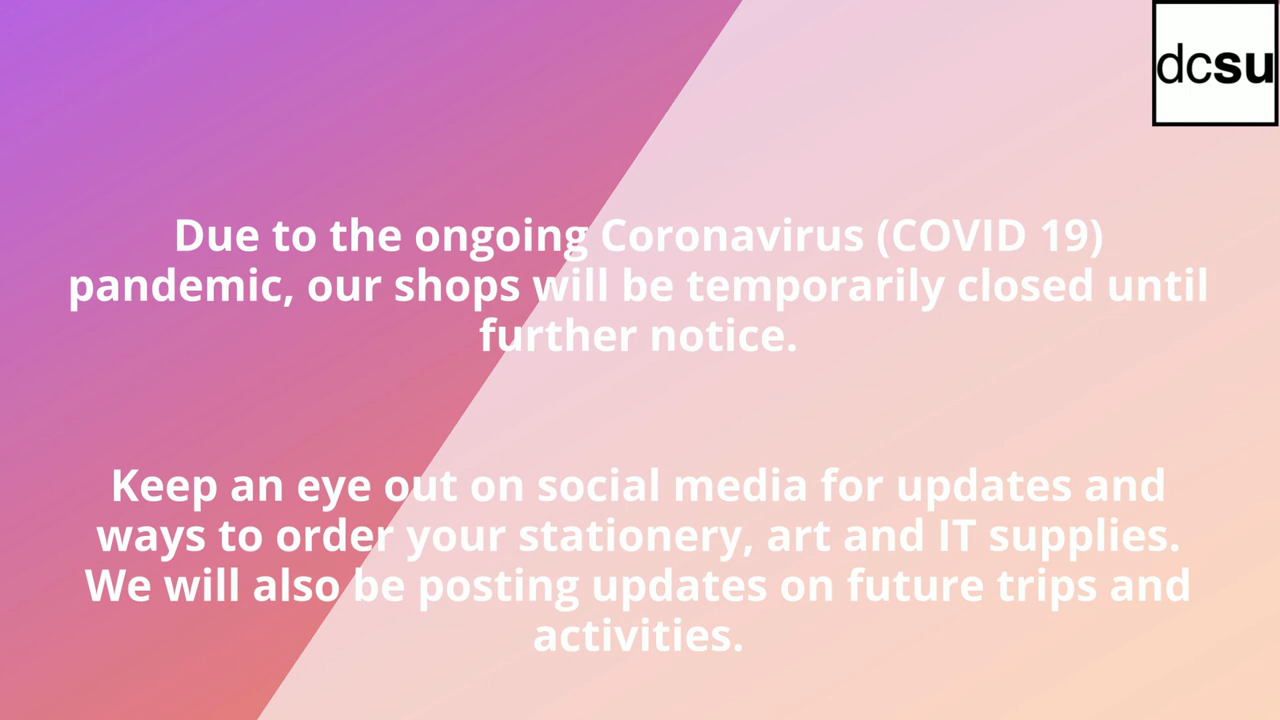 dcsu
Due to the ongoing Coronavirus (COVID 19)
pandemic, our shops will be temporarily closed until
further notice.
Keep an eye out on social media for updates and
ways to order your stationery, art and IT supplies.
We will also be posting updates on future trips and
activities.